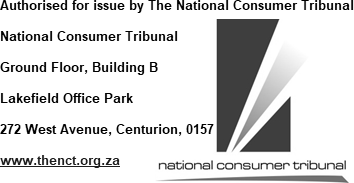 Authorised for issue by The National Consumer Tribunal
National Consumer Tribunal
Ground Floor, Building B
Lakefield Office Park
272 West Avenue, Centurion, 0157
www.thenct.org.za
national consumer tribunal